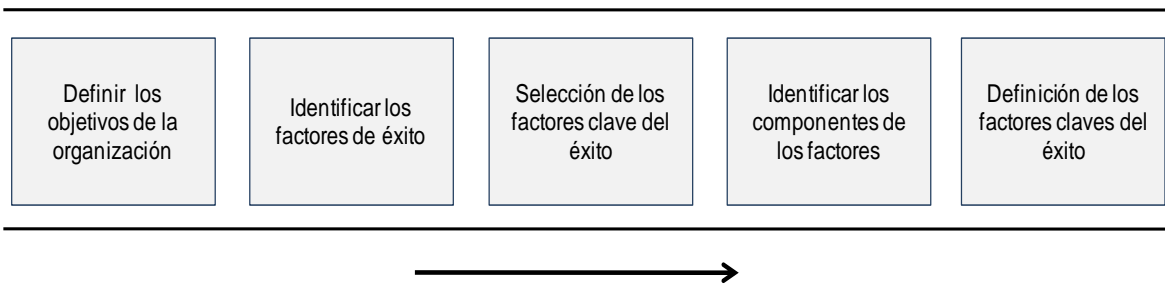 Definir los
objetivos de la
organización
Identificar los
factores de éxito
Selección de los
factores clave del
éxito
Identificar los
componentes de
los factores
Definición de los
factores claves del
éxito